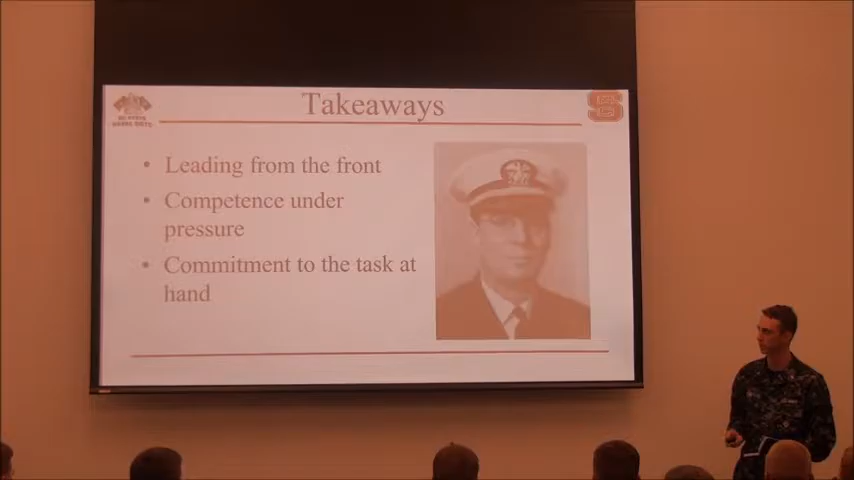 Takeaways
• Leading from the front
• Competence under
pressure
• Commitment to the task at
hand